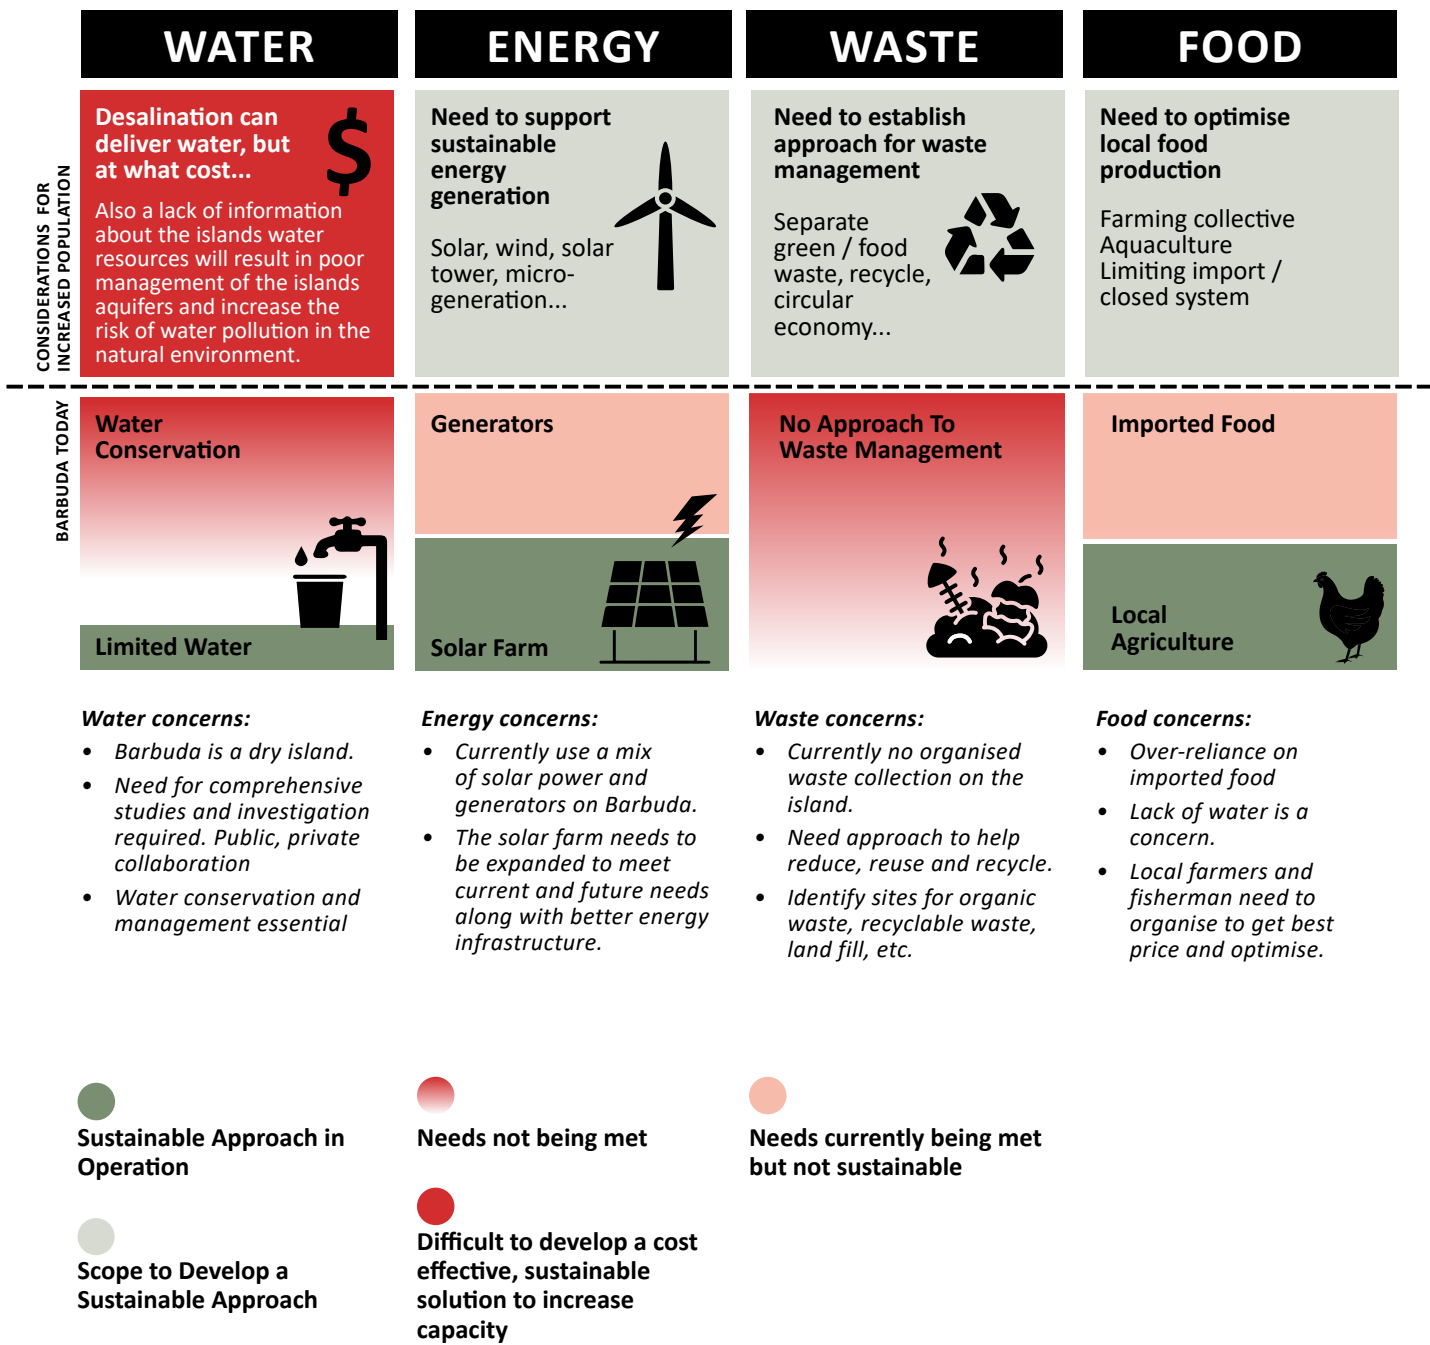 WATER
ENERGY
WASTE
FOOD
CONSIDERATIONS FOR
INCREASED POPULATION
Desalination can
deliver water, but
at what cost...
$
Also a lack of information
about the islands water
resources will result in poor
management of the islands
aquifers and increase the
risk of water pollution in the
natural environment.
Need to support
sustainable
energy
generation
Solar, wind, solar
tower, micro-
generation...
Need to establish
approach for waste
management
Separate
green / food
waste, recycle,
circular
economy...
Need to optimise
local food
production
Farming collective
Aquaculture
Limiting import /
closed system
BARBUDA TODAY
Water
Conservation
Limited Water
Generators
Solar Farm
No Approach To
Waste Management
Imported Food
Local
Agriculture
Water concerns:
• Barbuda is a dry island.
• Need for comprehensive
studies and investigation
required. Public, private
collaboration
• Water conservation and
management essential
Energy concerns:
• Currently use a mix
of solar power and
generators on Barbuda.
• The solar farm needs to
be expanded to meet
current and future needs
along with better energy
infrastructure.
Waste concerns:
• Currently no organised
waste collection on the
island.
• Need approach to help
reduce, reuse and recycle.
• Identify sites for organic
waste, recyclable waste,
land fill, etc.
Food concerns:
• Over-reliance on
imported food
• Lack of water is a
concern.
• Local farmers and
fisherman need to
organise to get best
price and optimise.
Sustainable Approach in
Operation
Needs not being met
Needs currently being met
but not sustainable
Scope to Develop a
Sustainable Approach
Difficult to develop a cost
effective, sustainable
solution to increase
capacity